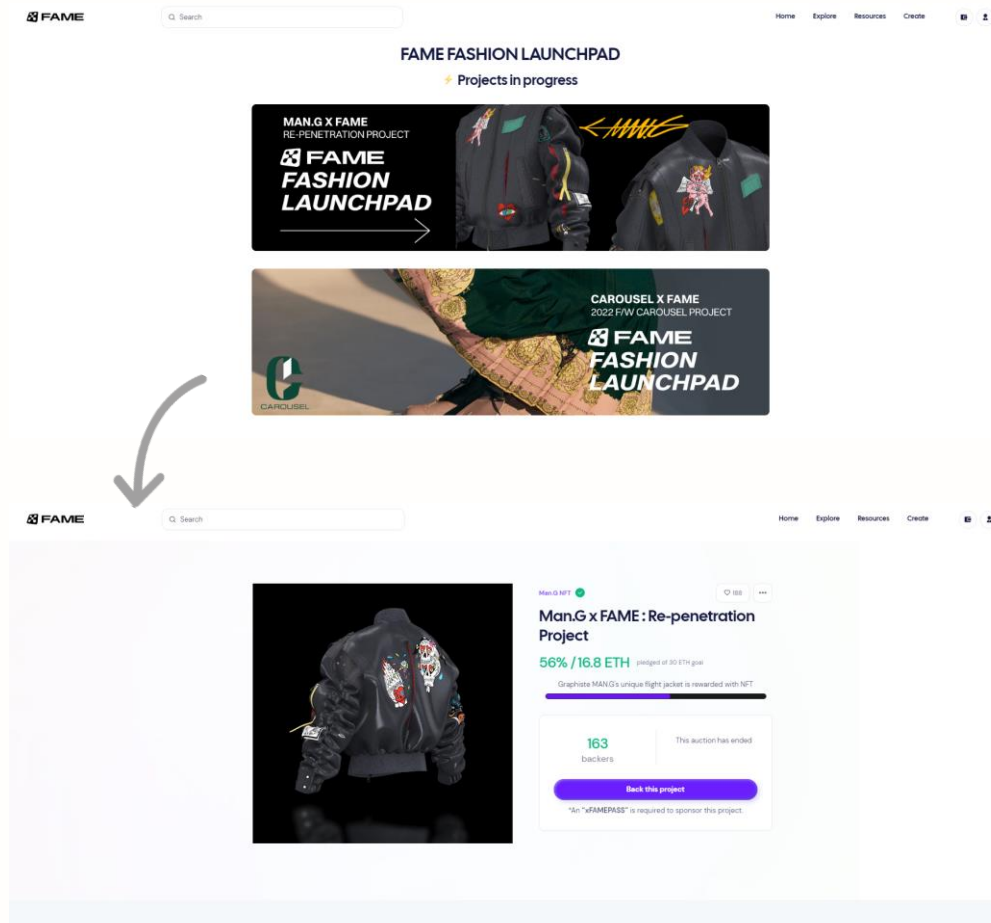 FAME
Search
Home Explore Resources Create
FAME FASHION LAUNCHPAD
⚡ Projects in progress
MAN.G X FAME
RE-PENETRATION PROJECT
FAME
FASHION
LAUNCHPAD
CAROUSEL X FAME
2022 F/W CAROUSEL PROJECT
FAME
FASHION
LAUNCHPAD
CAROUSEL
FAME
Search
Home Explore Resources Create
Man.G NFT
168
Man.G x FAME : Re-penetration
Project
56% / 16.8 ETH pledged of 30 ETH goal
Graphista MAN.G's unique flight jacket is rewarded with NFT
163
backers
This auction has ended
Back this project
*An "xFAMEPASS" is required to sponsor this project.